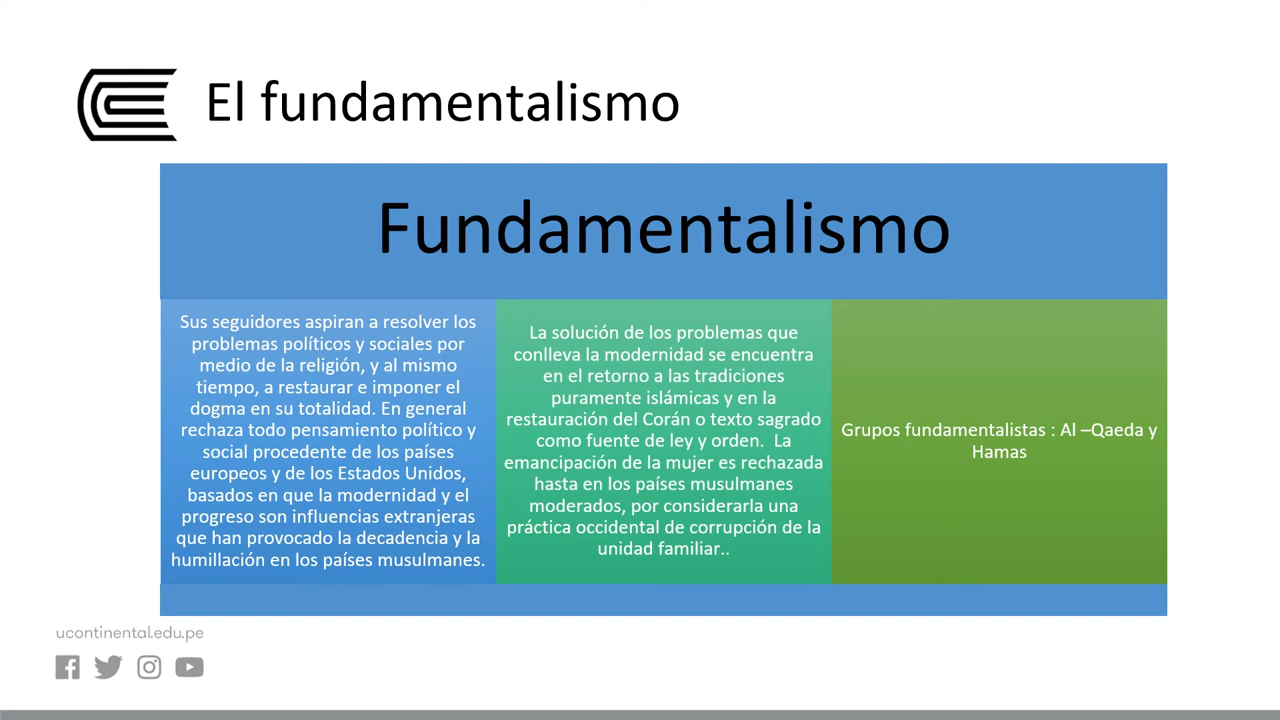 El fundamentalismo
Fundamentalismo
Sus seguidores aspiran a resolver los
problemas políticos y sociales por
medio de la religión, y al mismo
tiempo, a restaurar e imponer el
dogma en su totalidad. En general
rechaza todo pensamiento político y
social procedente de los países
europeos y de los Estados Unidos,
basados en que la modernidad y el
progreso son influencias extranjeras
que han provocado la decadencia y la
humillación en los países musulmanes.
La solución de los problemas que
conlleva la modernidad se encuentra
en el retorno a las tradiciones
puramente islámicas y en la
restauración del Corán o texto sagrado
como fuente de ley y orden.  La
emancipación de la mujer es rechazada
hasta en los países musulmanes
moderados, por considerarla una
práctica occidental de corrupción de la
unidad familiar..
Grupos fundamentalistas : Al –Qaeda y
Hamas
ucontinental.edu.pe